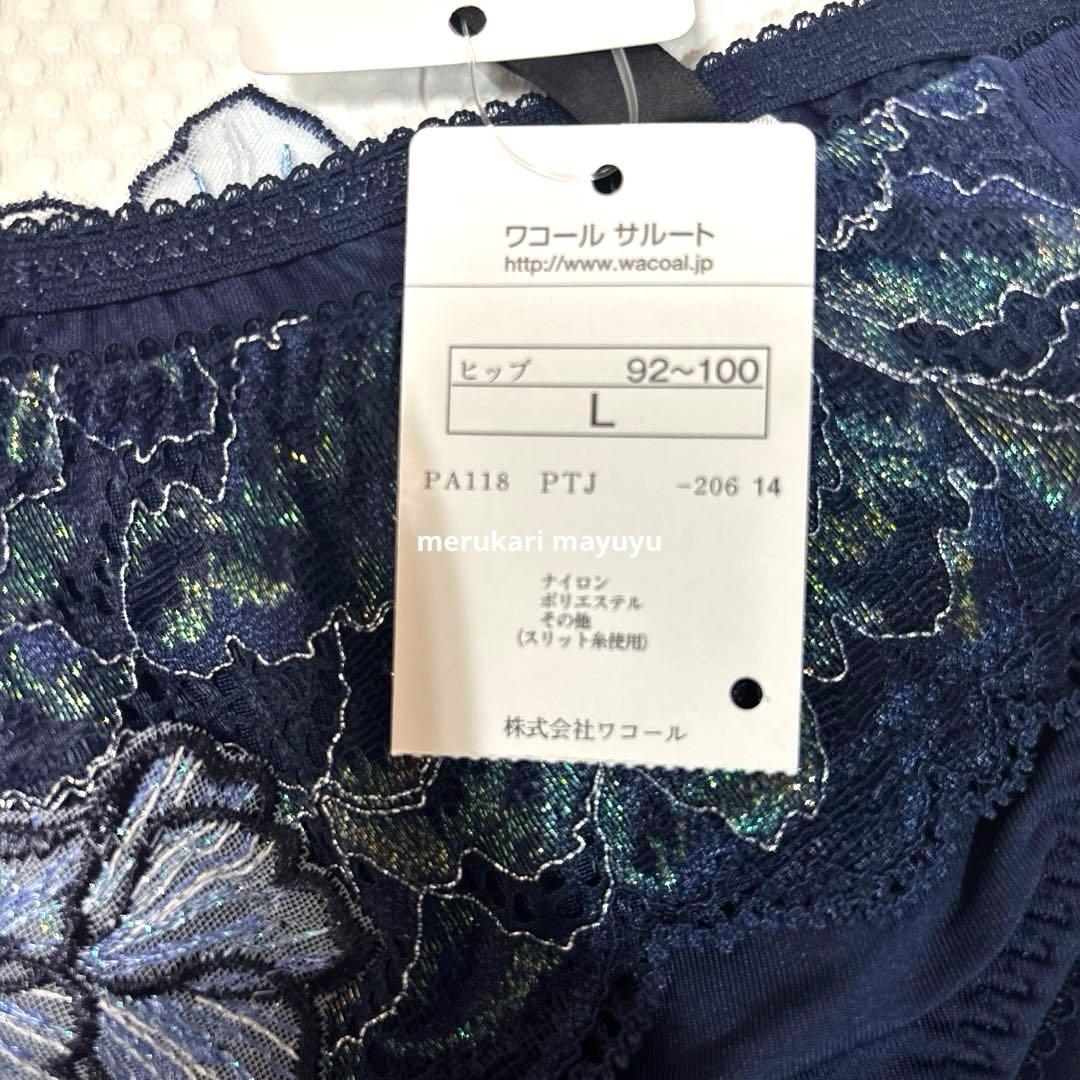 ワコール サルート
http://www.wacoal.jp
ヒップ 92~100
L
PA118 PTJ -206 14
merukari mayuyu
ナイロン
ポリエステル
その他
(スリット糸使用)
株式会社ワコール